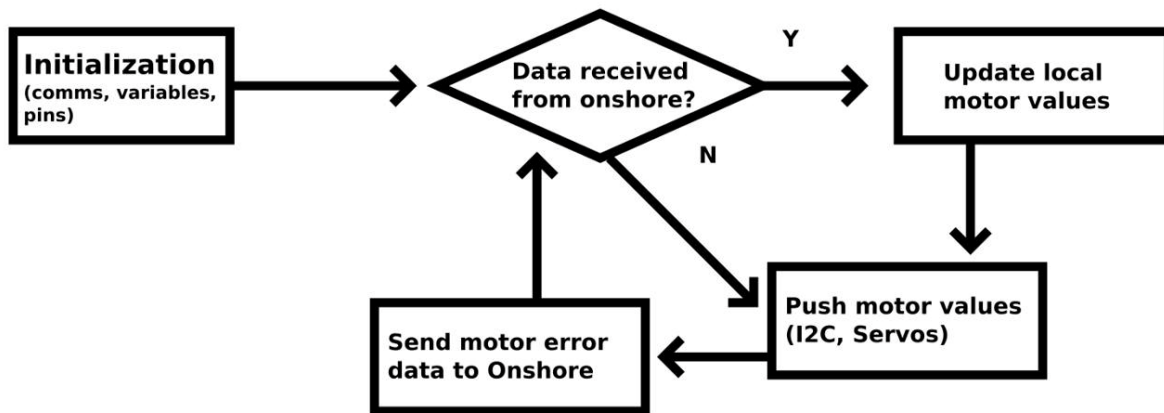 Initialization
(comms, variables,
pins)
Data received
from onshore?
Y
Update local
motor values
N
Push motor values
(I2C, Servos)
Send motor error
data to Onshore